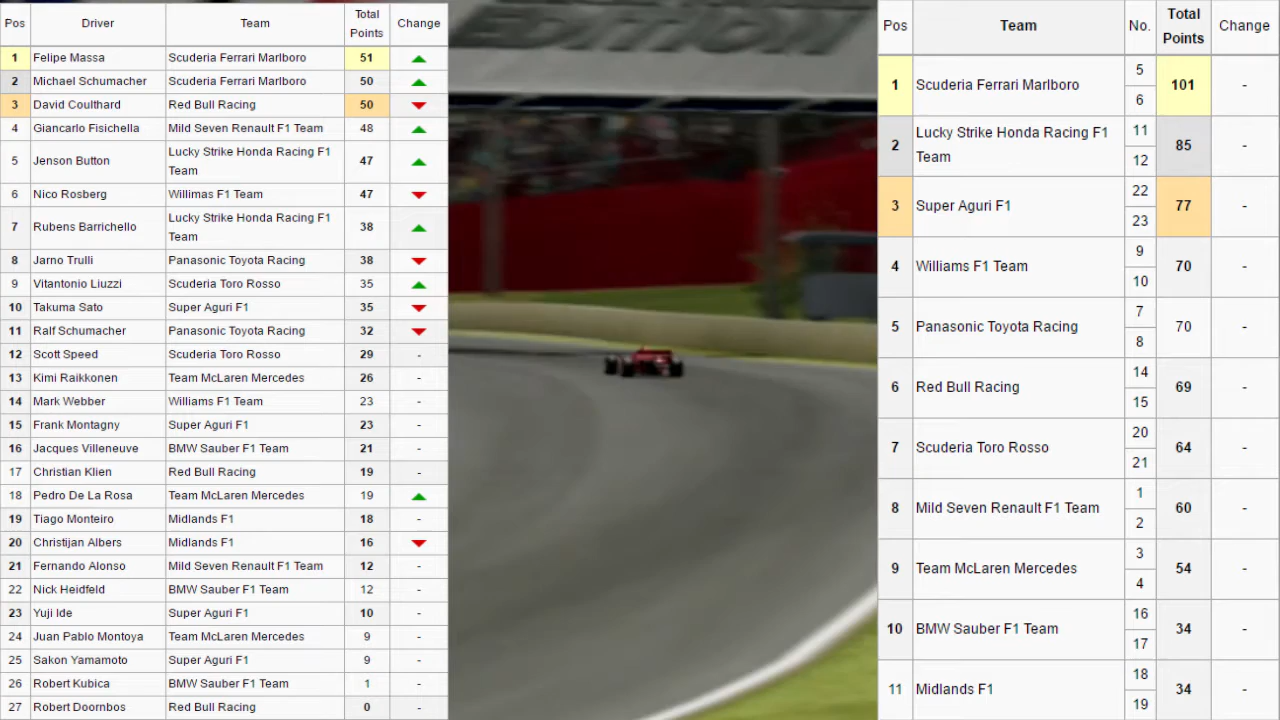 Pos Driver Team Total Points Change
1 Felipe Massa Scuderia Ferrari Marlboro 51
2 Michael Schumacher Scuderia Ferrari Marlboro 50
3 David Coulthard Red Bull Racing 50
4 Giancarlo Fisichella Mild Seven Renault F1 Team 48
5 Jenson Button Lucky Strike Honda Racing F1 Team 47
6 Nico Rosberg Willimas F1 Team 47
7 Rubens Barrichello Lucky Strike Honda Racing F1 Team 38
8 Jarno Trulli Panasonic Toyota Racing 38
9 Vitantonio Liuzzi Scuderia Toro Rosso 35
10 Takuma Sato Super Aguri F1 35
11 Ralf Schumacher Panasonic Toyota Racing 32
12 Scott Speed Scuderia Toro Rosso 29 -
13 Kimi Raikkonen Team McLaren Mercedes 26 -
14 Mark Webber Williams F1 Team 23 -
15 Frank Montagny Super Aguri F1 23 -
16 Jacques Villeneuve BMW Sauber F1 Team 21 -
17 Christian Klien Red Bull Racing 19 -
18 Pedro De La Rosa Team McLaren Mercedes 19
19 Tiago Monteiro Midlands F1 18 -
20 Christijan Albers Midlands F1 16
21 Fernando Alonso Mild Seven Renault F1 Team 12 -
22 Nick Heidfeld BMW Sauber F1 Team 12 -
23 Yuji Ide Super Aguri F1 10 -
24 Juan Pablo Montoya Team McLaren Mercedes 9 -
25 Sakon Yamamoto Super Aguri F1 9 -
26 Robert Kubica BMW Sauber F1 Team 1 -
27 Robert Doornbos Red Bull Racing 0 -
EDITION
Pos Team No. Total Points Change
1 Scuderia Ferrari Marlboro 5 6 101 -
2 Lucky Strike Honda Racing F1 Team 11 12 85 -
3 Super Aguri F1 22 23 77 -
4 Williams F1 Team 9 10 70 -
5 Panasonic Toyota Racing 7 8 70 -
6 Red Bull Racing 14 15 69 -
7 Scuderia Toro Rosso 20 21 64 -
8 Mild Seven Renault F1 Team 1 2 60 -
9 Team McLaren Mercedes 3 4 54 -
10 BMW Sauber F1 Team 16 17 34 -
11 Midlands F1 18 19 34 -